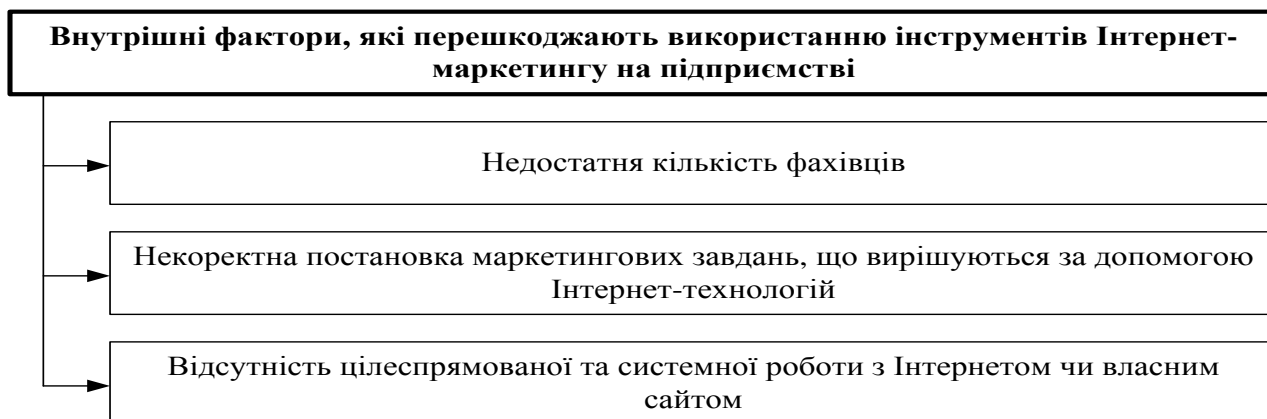 Внутрішні фактори, які перешкоджають використанню інструментів Інтернет-
маркетингу на підприємстві
Недостатня кількість фахівців
Некоректна постановка маркетингових завдань, що вирішуються за допомогою
Інтернет-технологій
Відсутність цілеспрямованої та системної роботи з Інтернетом чи власним
сайтом